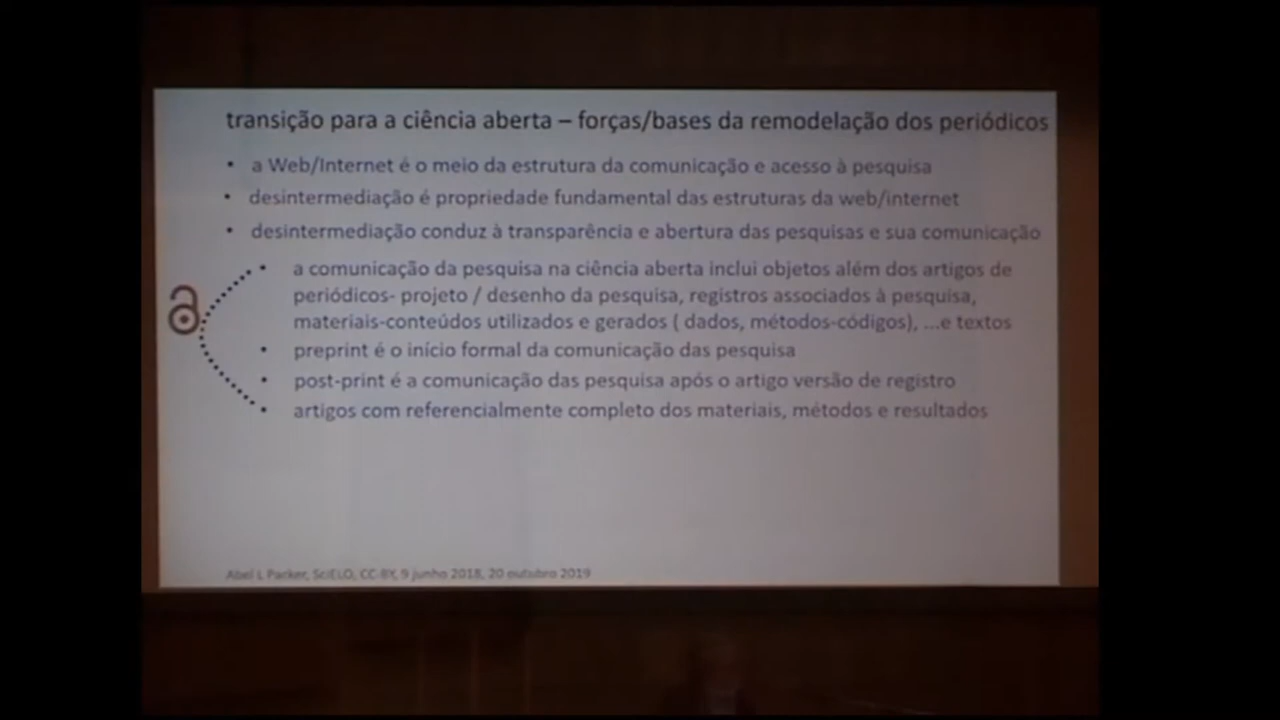 transição para a ciência aberta – forças/bases da remodelação dos periódicos
• a Web/Internet é o meio da estrutura da comunicação e acesso à pesquisa
• desintermediação é propriedade fundamental das estruturas da web/internet
• desintermediação conduz à transparência e abertura das pesquisas e sua comunicação
• a comunicação da pesquisa na ciência aberta inclui objetos além dos artigos de
periódicos- projeto / desenho da pesquisa, registros associados à pesquisa,
materiais-conteúdos utilizados e gerados ( dados, métodos-códigos), ...e textos
• preprint é o início formal da comunicação das pesquisa
• post-print é a comunicação das pesquisa após o artigo versão de registro
• artigos com referencialmente completo dos materiais, métodos e resultados
Abel L Packer, SciELO, CC-BY, 9 junho 2018, 20 outubro 2019